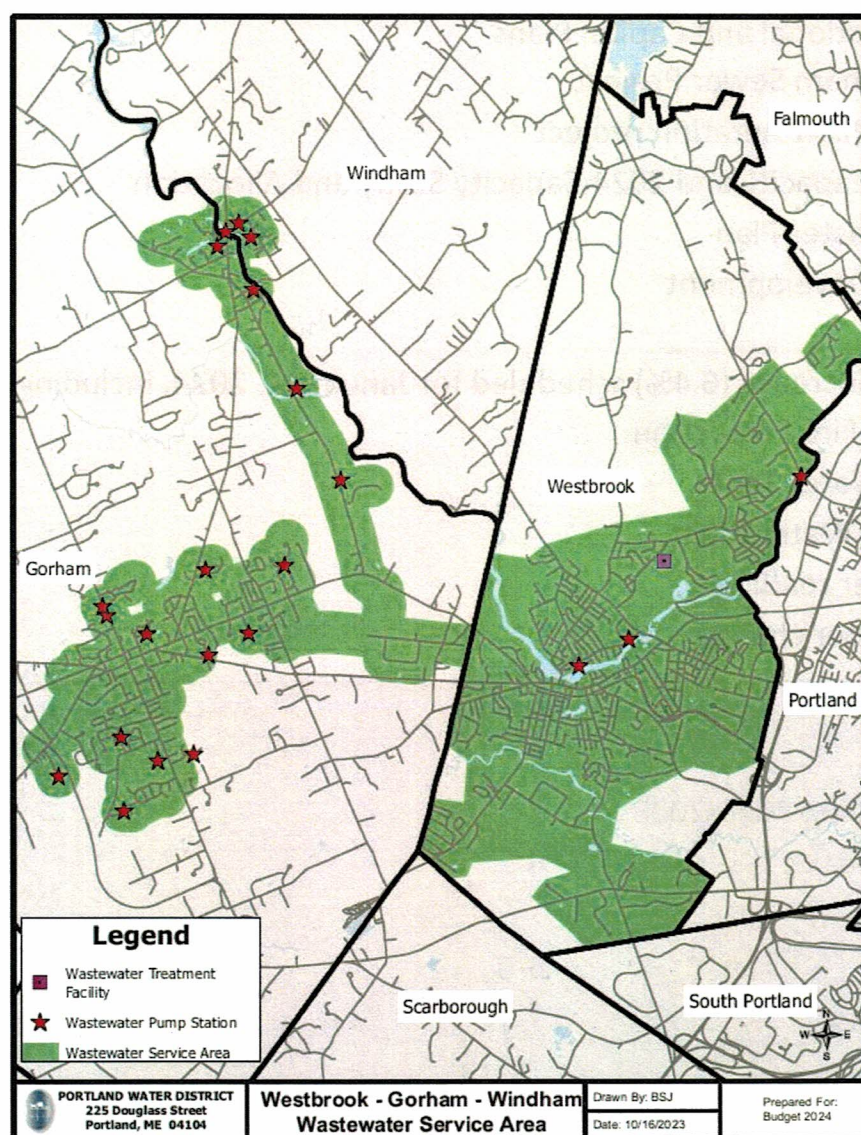 Falmouth
Windham
Westbrook
Gorham
Portland
Legend
Wastewater Treatment
Facility
Wastewater Pump Station
Wastewater Service Area
Scarborough
South Portland
N
W E
S
PORTLAND WATER DISTRICT
225 Douglass Street
Portland, ME 04104
Westbrook - Gorham - Windham
Wastewater Service Area
Drawn By: BSJ
Date: 10/16/2023
Prepared For:
Budget 2024